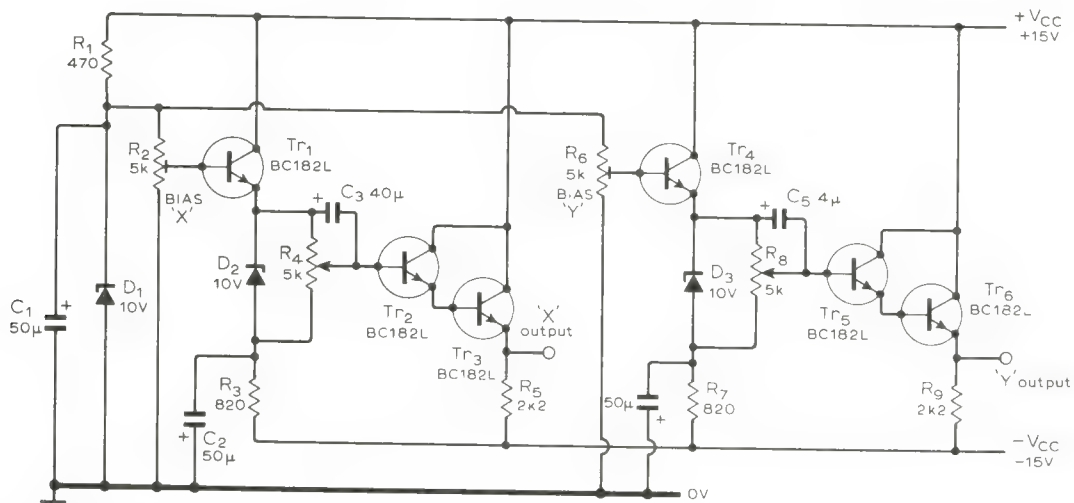 +VCC
+15V
R1
470
R2
5k
BIAS
'X'
Tr1
BC182L
C3 40μ
+
R4
5k
D2
10V
Tr2
BC182L
Tr3
BC182L
'X'
output
R5
2k2
C1
50μ
+
D1
10V
R3
820
C2
50μ
+
R6
5k
BIAS
'Y'
Tr4
BC182L
C5 4μ
+
R8
5k
D3
10V
Tr5
BC182L
Tr6
BC182L
'Y' output
R9
2k2
50μ
+
R7
820
-VCC
-15V
0V